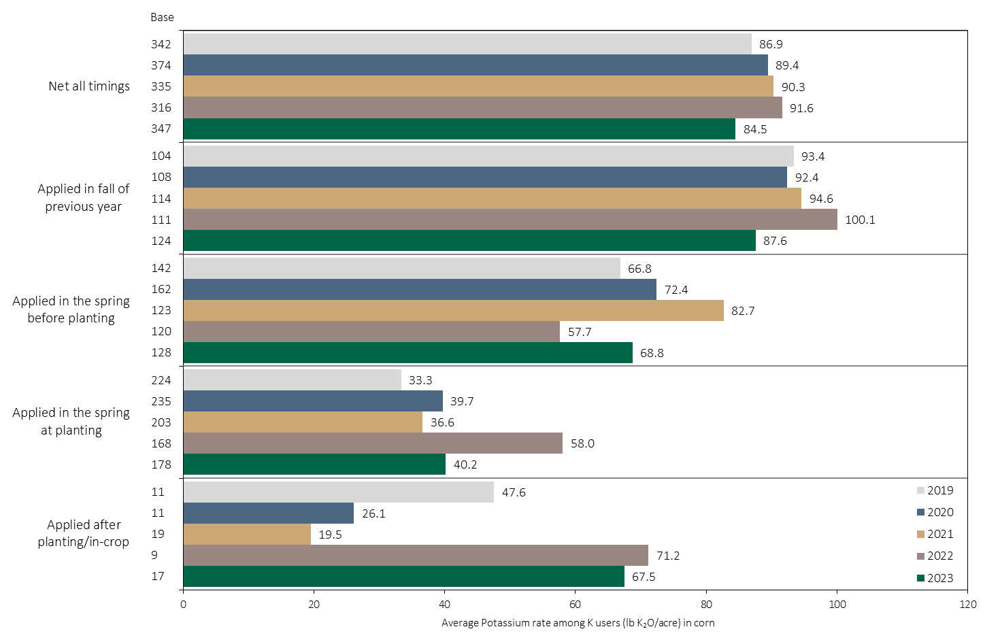 Base
342 86.9
374 89.4
Net all timings 335 90.3
316 91.6
347 84.5
104 93.4
108 92.4
Applied in fall of
previous year
114 94.6
111 100.1
124 87.6
142 66.8
162 72.4
Applied in the spring
before planting
123 82.7
120 57.7
128 68.8
224 33.3
235 39.7
Applied in the spring
at planting
203 36.6
168 58.0
178 40.2
11 47.6
11 26.1
Applied after
planting/in-crop
19 19.5
9 71.2
17 67.5
2019
2020
2021
2022
2023
0 20 40 60 80 100 120
Average Potassium rate among K users (lb K₂O/acre) in corn